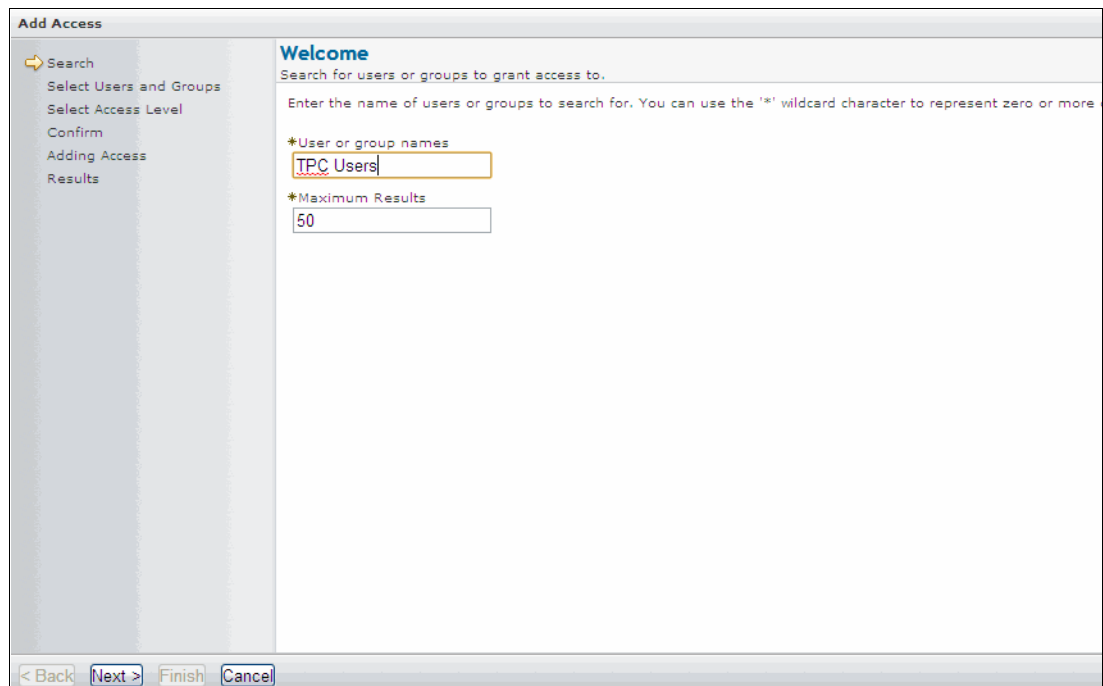 Add Access
Search
Select Users and Groups
Select Access Level
Confirm
Adding Access
Results
Welcome
Search for users or groups to grant access to.
Enter the name of users or groups to search for. You can use the '*' wildcard character to represent zero or more
*User or group names
TPC Users
*Maximum Results
50
< Back Next > Finish Cancel